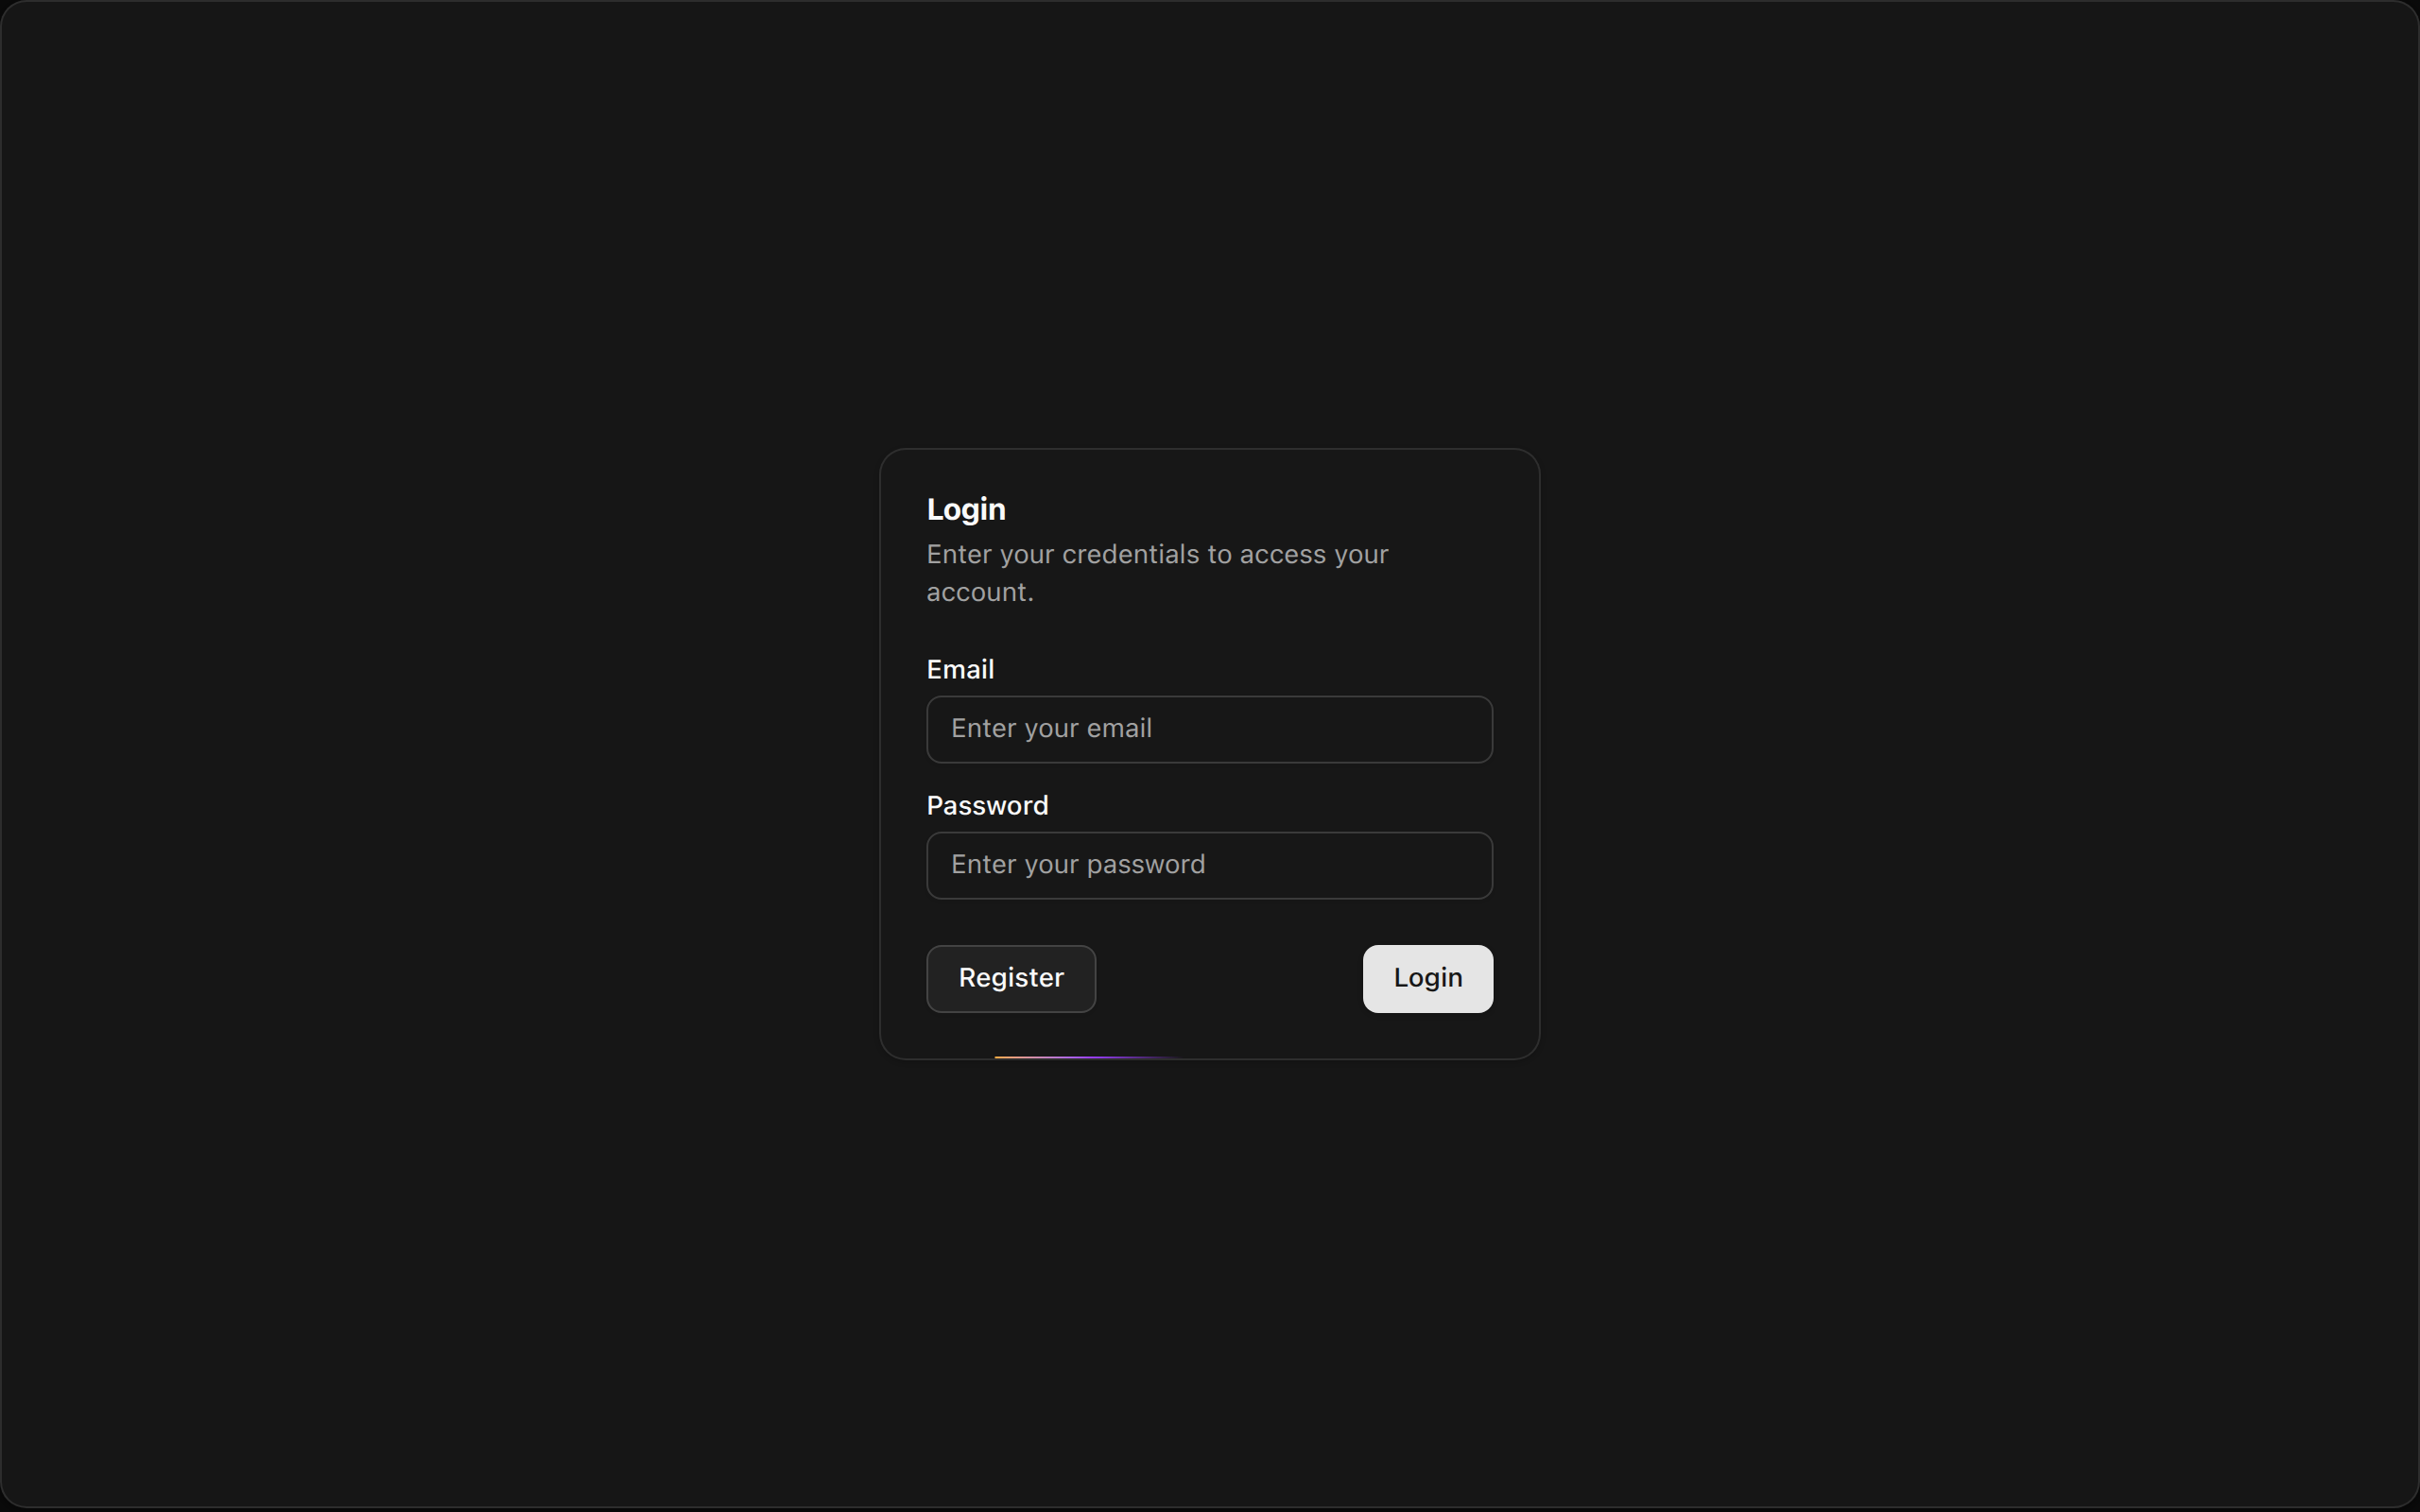 Login
Enter your credentials to access your
account.
Email
Enter your email
Password
Enter your password
Register
Login